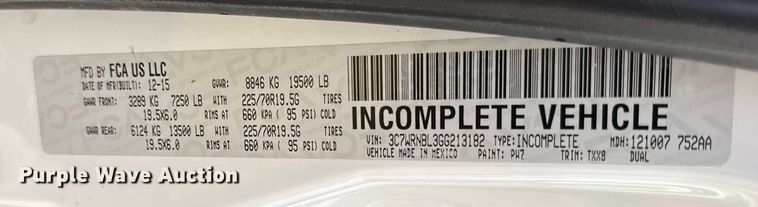 MFD BY FCA US LLC
DATE OF MFR(BUILT): 12-15 GVWR: 8846 KG 19500 LB
GAWR FRONT: 3289 KG 7250 LB WITH 225/70R19.5G TIRES
19.5X6.0 RIMS AT 660 KPA ( 95 PSI) COLD
GAWR REAR: 6124 KG 13500 LB WITH 225/70R19.5G TIRES
19.5X6.0 RIMS AT 660 KPA ( 95 PSI) COLD
INCOMPLETE VEHICLE
VIN: 3C7WRNBL3GG213182 TYPE: INCOMPLETE MDH: 121007 752AA
VEHICLE MADE IN MEXICO PAINT: PW7 TRIM: TXX8 DUAL
Purple Wave Auction